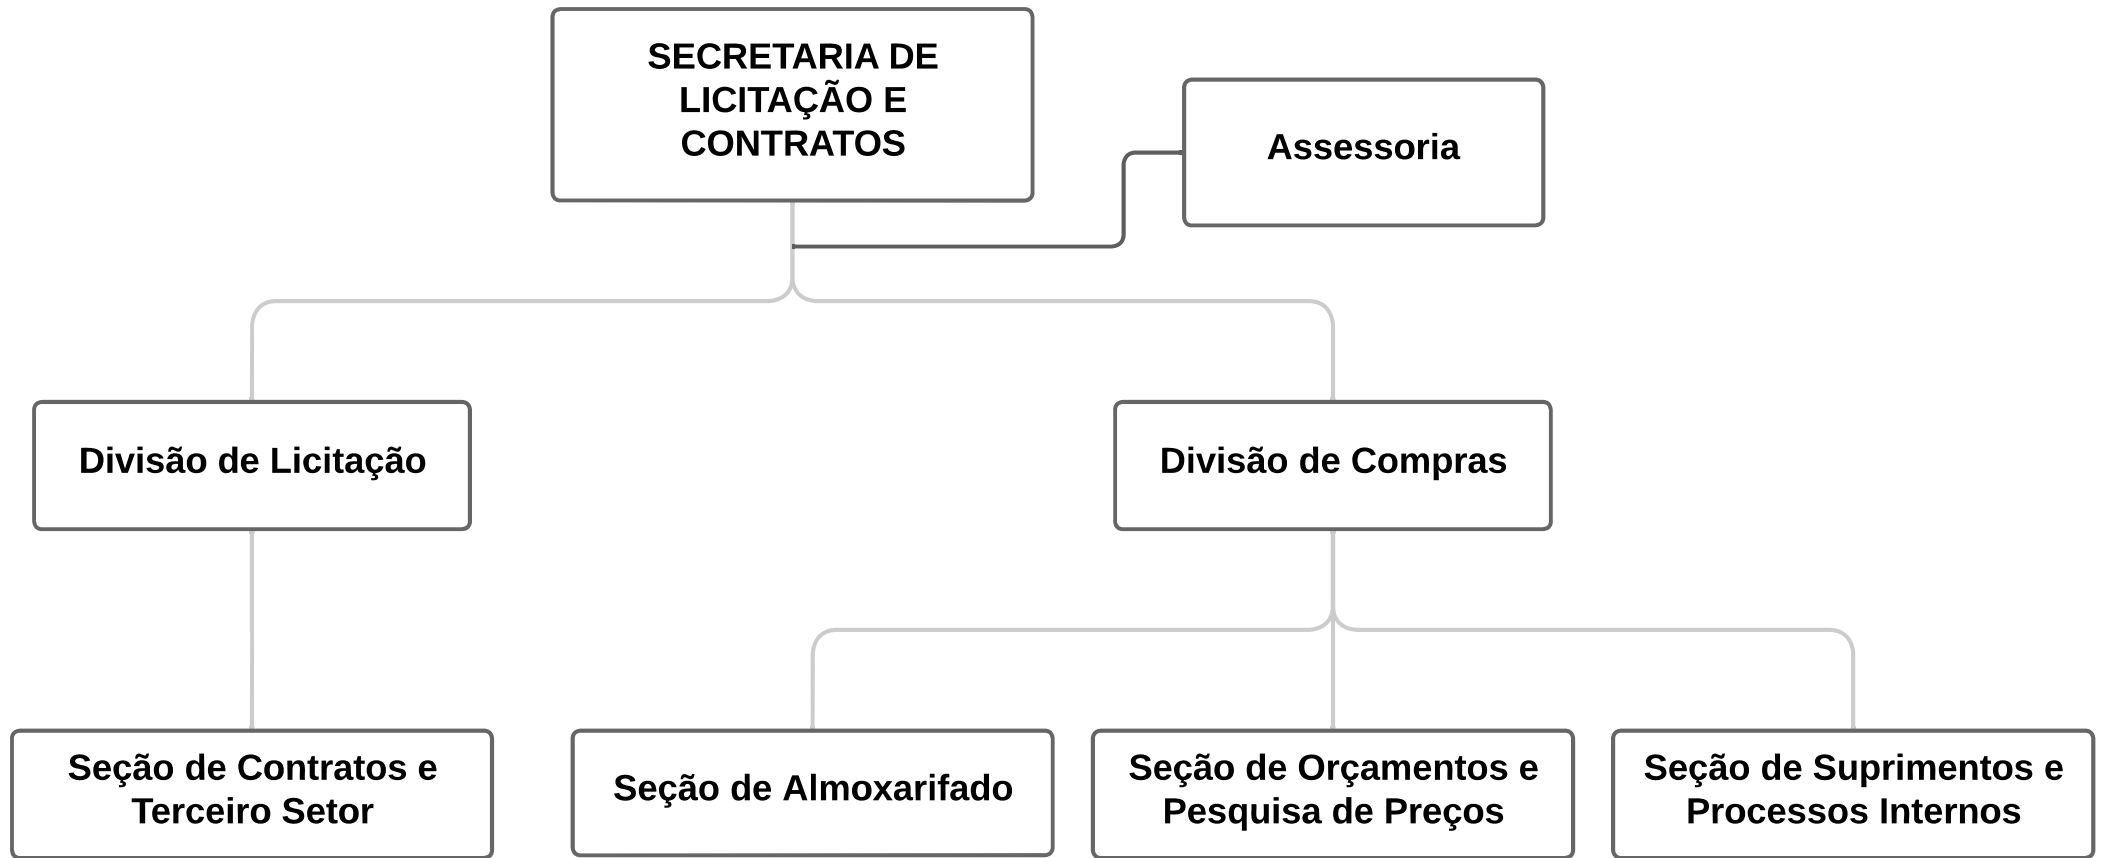 SECRETARIA DE
LICITAÇÃO E
CONTRATOS
Assessoria
Divisão de Licitação
Divisão de Compras
Seção de Contratos e
Terceiro Setor
Seção de Almoxarifado
Seção de Orçamentos e
Pesquisa de Preços
Seção de Suprimentos e
Processos Internos